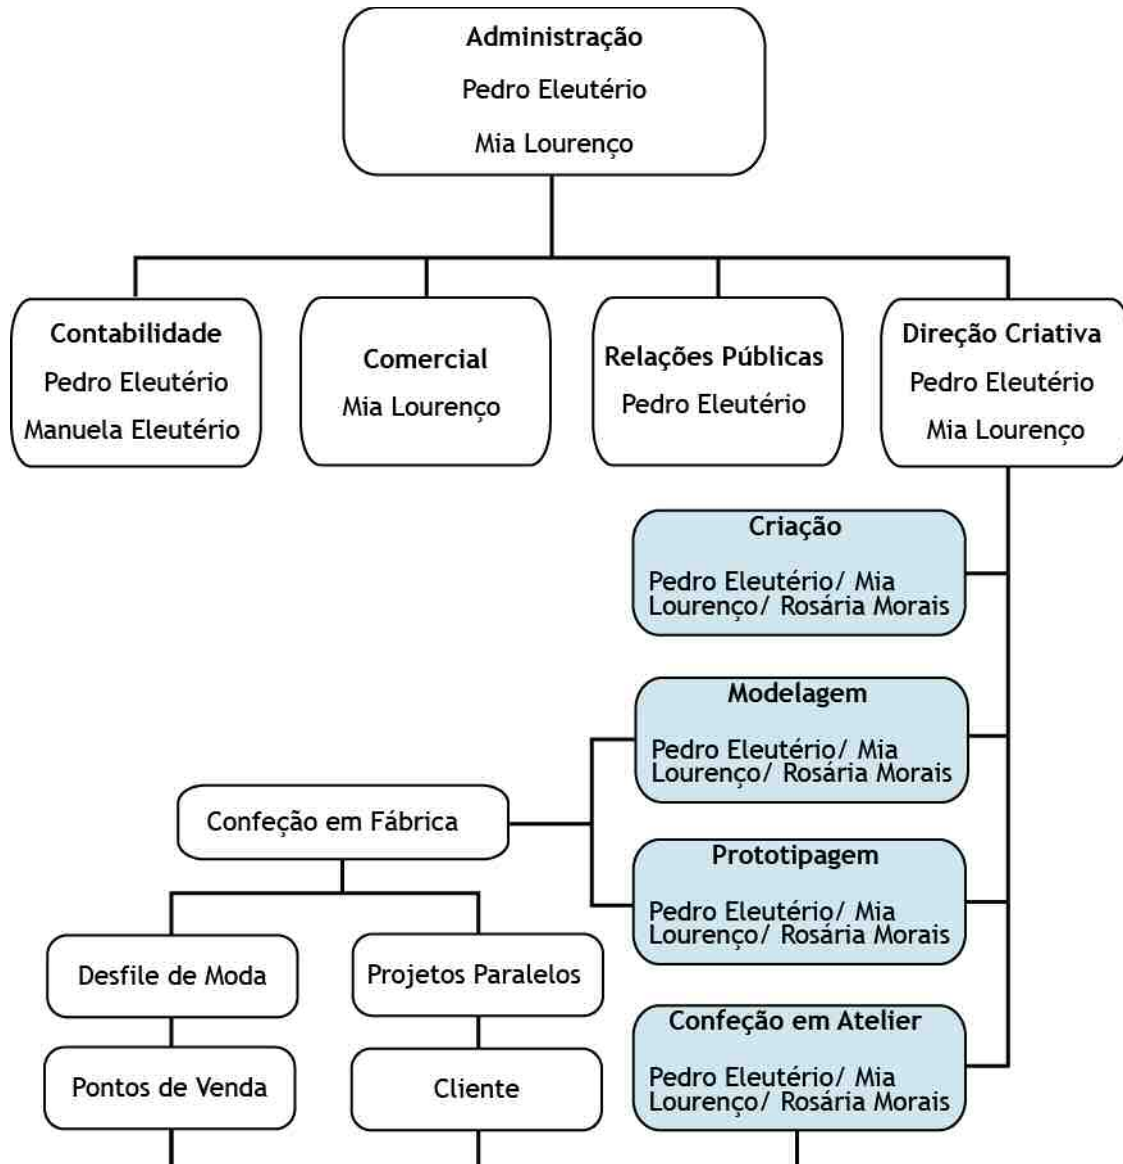 Administração
Pedro Eleutério
Mia Lourenço
Contabilidade
Pedro Eleutério
Manuela Eleutério
Comercial
Mia Lourenço
Relações Públicas
Pedro Eleutério
Direção Criativa
Pedro Eleutério
Mia Lourenço
Criação
Pedro Eleutério/ Mia
Lourenço/ Rosária Morais
Modelagem
Pedro Eleutério/ Mia
Lourenço/ Rosária Morais
Confeção em Fábrica
Prototipagem
Pedro Eleutério/ Mia
Lourenço/ Rosária Morais
Desfile de Moda
Projetos Paralelos
Confeção em Atelier
Pedro Eleutério/ Mia
Lourenço/ Rosária Morais
Pontos de Venda
Cliente